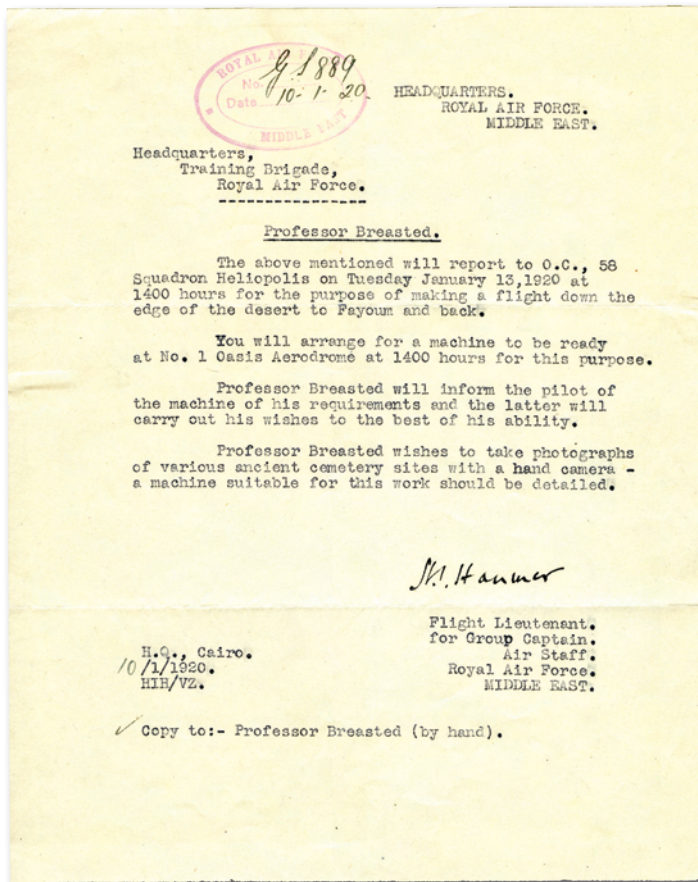 ROYAL AIR
No. G S 889
Date 10-1-20.
MIDDLE EAST
HEADQUARTERS.
ROYAL AIR FORCE.
MIDDLE EAST.
Headquarters,
Training Brigade,
Royal Air Force.
----------------
Professor Breasted.
The above mentioned will report to O.C., 58
Squadron Heliopolis on Tuesday January 13,1920 at
1400 hours for the purpose of making a flight down the
edge of the desert to Fayoum and back.
You will arrange for a machine to be ready
at No. 1 Oasis Aerodrome at 1400 hours for this purpose.
Professor Breasted will inform the pilot of
the machine of his requirements and the latter will
carry out his wishes to the best of his ability.
Professor Breasted wishes to take photographs
of various ancient cemetery sites with a hand camera -
a machine suitable for this work should be detailed.
Hanmer
Flight Lieutenant.
for Group Captain.
Air Staff.
Royal Air Force.
MIDDLE EAST.
H.Q., Cairo.
10/1/1920.
HIH/VZ.
✓ Copy to:- Professor Breasted (by hand).